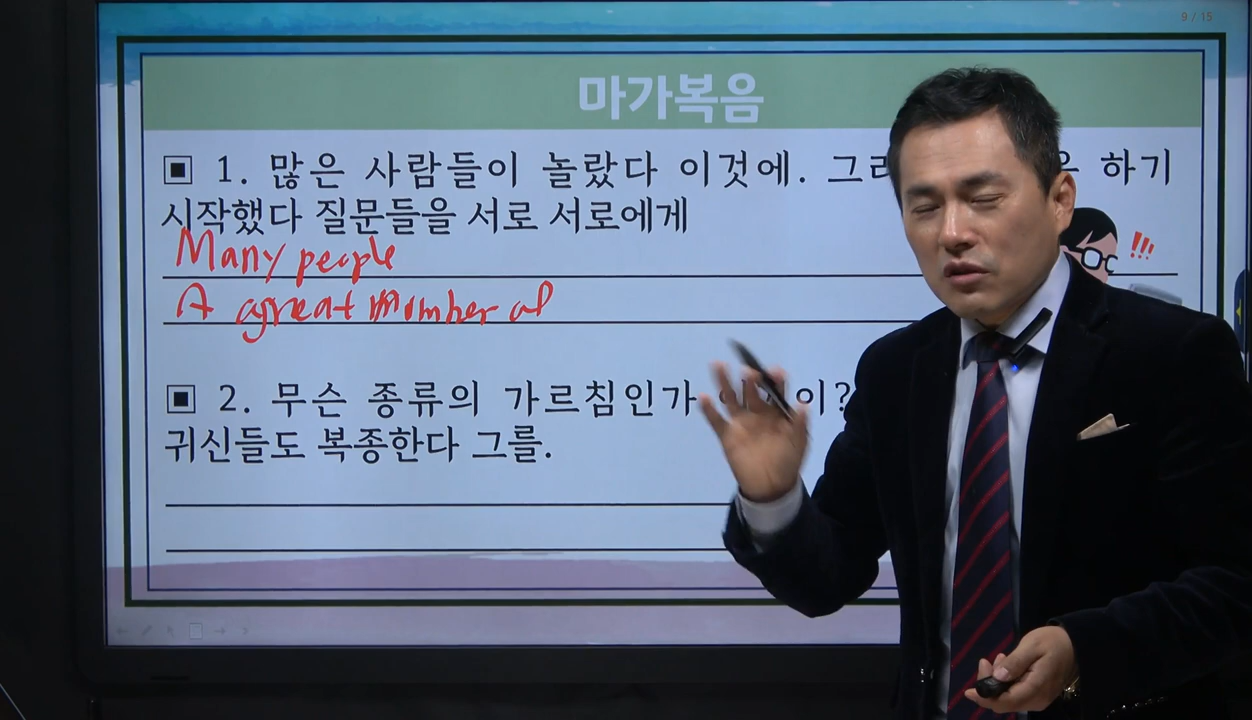 9 / 15
마가복음
▣ 1. 많은 사람들이 놀랐다 이것에. 하기
시작했다 질문들을 서로 서로에게
Many people
A great number of
▣ 2. 무슨 종류의 가르침인가
귀신들도 복종한다 그를.
!!!